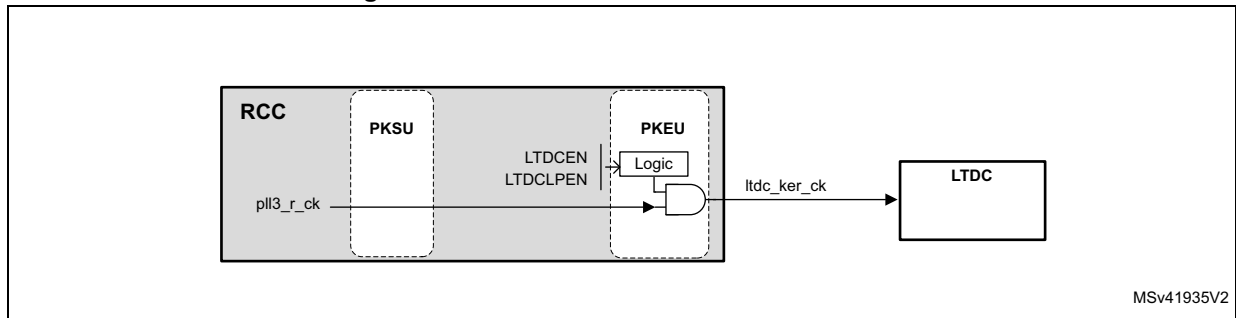 RCC
PKSU
PKEU
LTDCEN
LTDCLPEN
Logic
pll3_r_ck
ltdc_ker_ck
LTDC
MSv41935V2